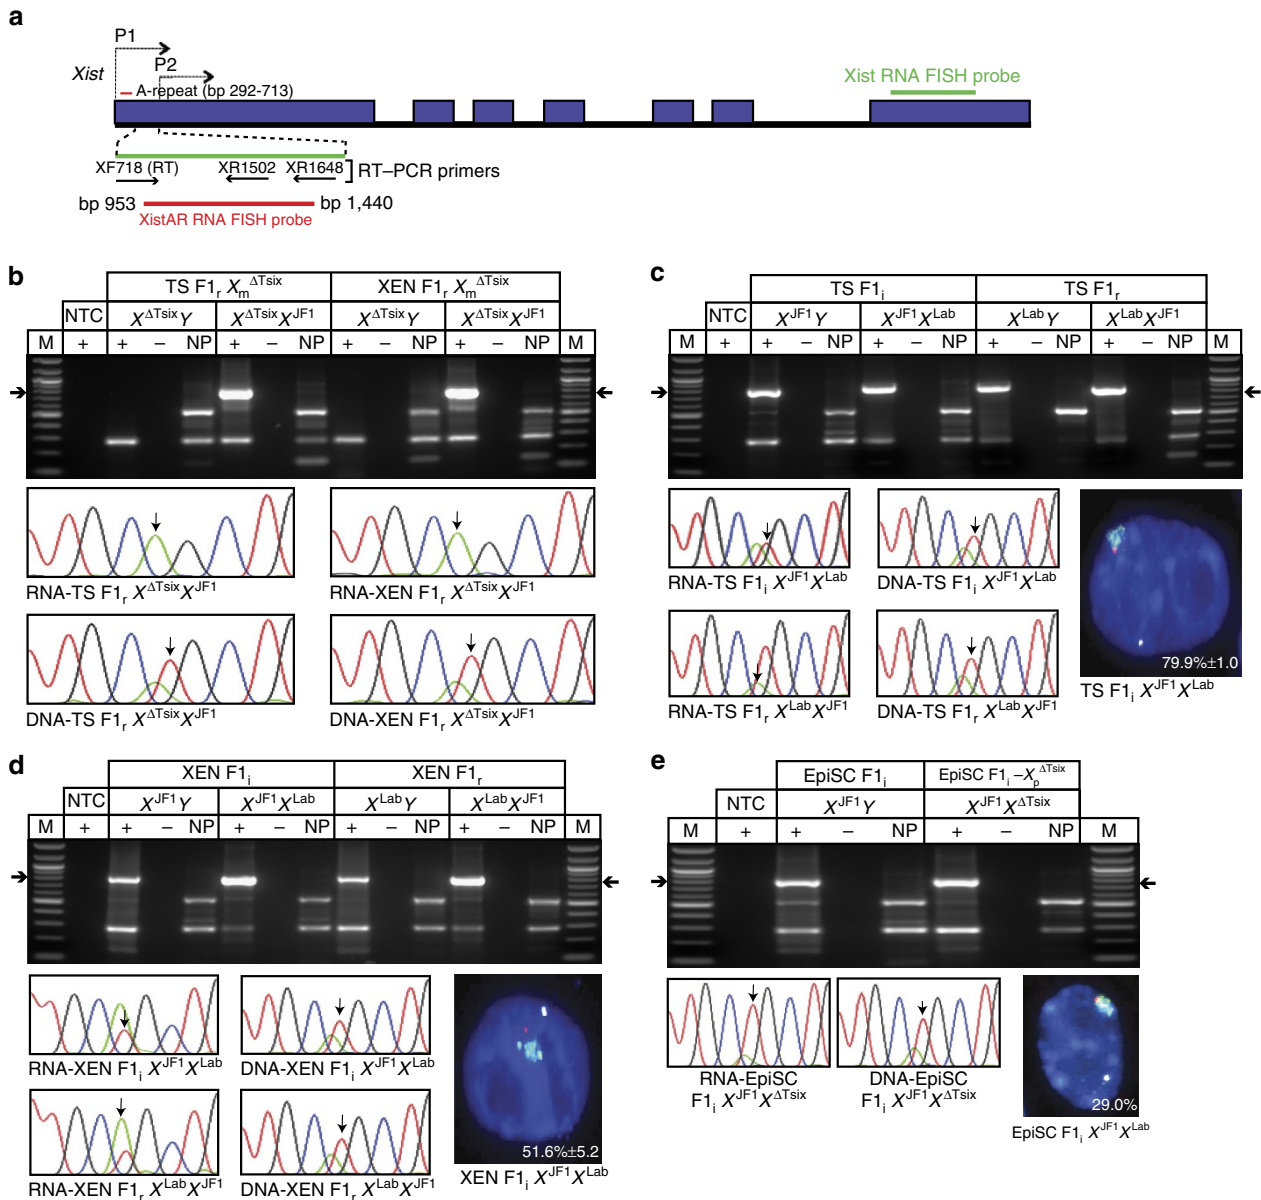 a
P1
P2
Xist
A-repeat (bp 292-713)
Xist RNA FISH probe
XF718 (RT)
XR1502
XR1648
RT–PCR primers
bp 953
bp 1,440
XistAR RNA FISH probe
b
TS F1r Xm ΔTsix
XEN F1r Xm ΔTsix
NTC
XΔTsixY
XΔTsixXJF1
XΔTsixY
XΔTsixXJF1
M + + – NP + – NP + – NP + – NP M
RNA-TS F1r XΔTsixXJF1
RNA-XEN F1r XΔTsixXJF1
DNA-TS F1r XΔTsixXJF1
DNA-XEN F1r XΔTsixXJF1
c
TS F1i
TS F1r
NTC
XJF1Y
XJF1XLab
XLabY
XLabXJF1
M + + – NP + – NP + – NP + – NP M
RNA-TS F1i XJF1XLab
DNA-TS F1i XJF1XLab
RNA-TS F1r XLabXJF1
DNA-TS F1r XLabXJF1
79.9%±1.0
TS F1i XJF1XLab
d
XEN F1i
XEN F1r
NTC
XJF1Y
XJF1XLab
XLabY
XLabXJF1
M + + – NP + – NP + – NP + – NP M
RNA-XEN F1i XJF1XLab
DNA-XEN F1i XJF1XLab
RNA-XEN F1r XLabXJF1
DNA-XEN F1r XLabXJF1
51.6%±5.2
XEN F1i XJF1XLab
e
EpiSC F1i
EpiSC F1i –Xp ΔTsix
NTC
XJF1Y
XJF1XΔTsix
M + + – NP + – NP M
RNA-EpiSC
F1i XJF1XΔTsix
DNA-EpiSC
F1i XJF1XΔTsix
29.0%
EpiSC F1i XJF1XLab